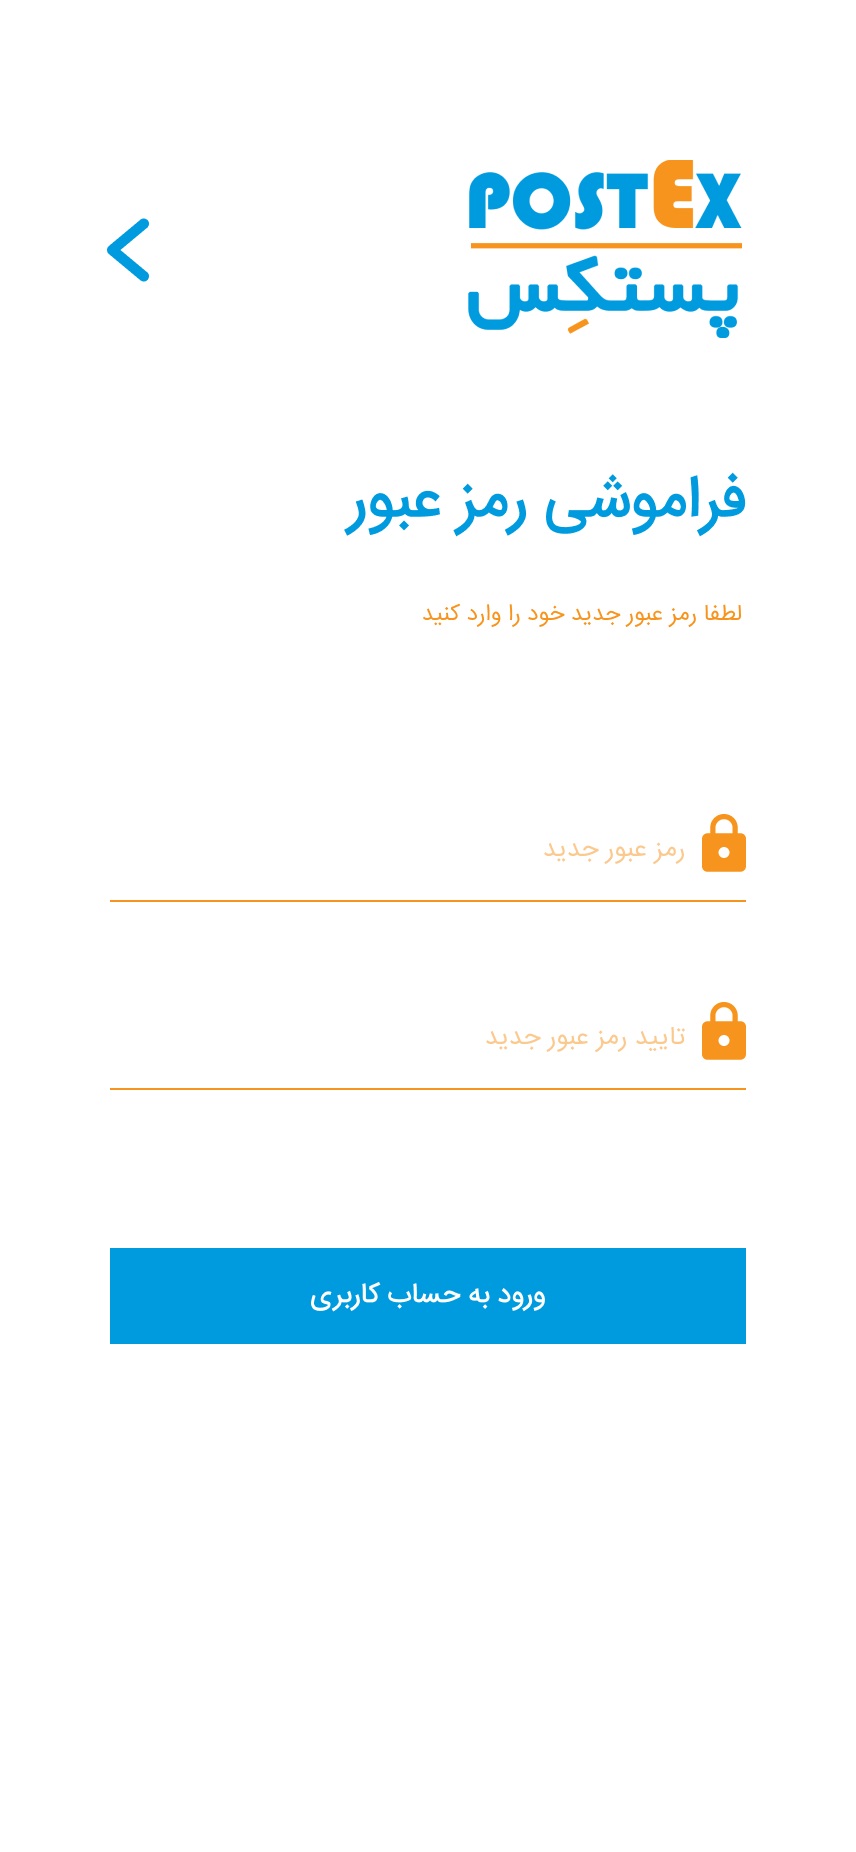 POSTEX
پستکِس
فراموشی رمز عبور
لطفا رمز عبور جدید خود را وارد کنید
رمز عبور جدید
تایید رمز عبور جدید
ورود به حساب کاربری